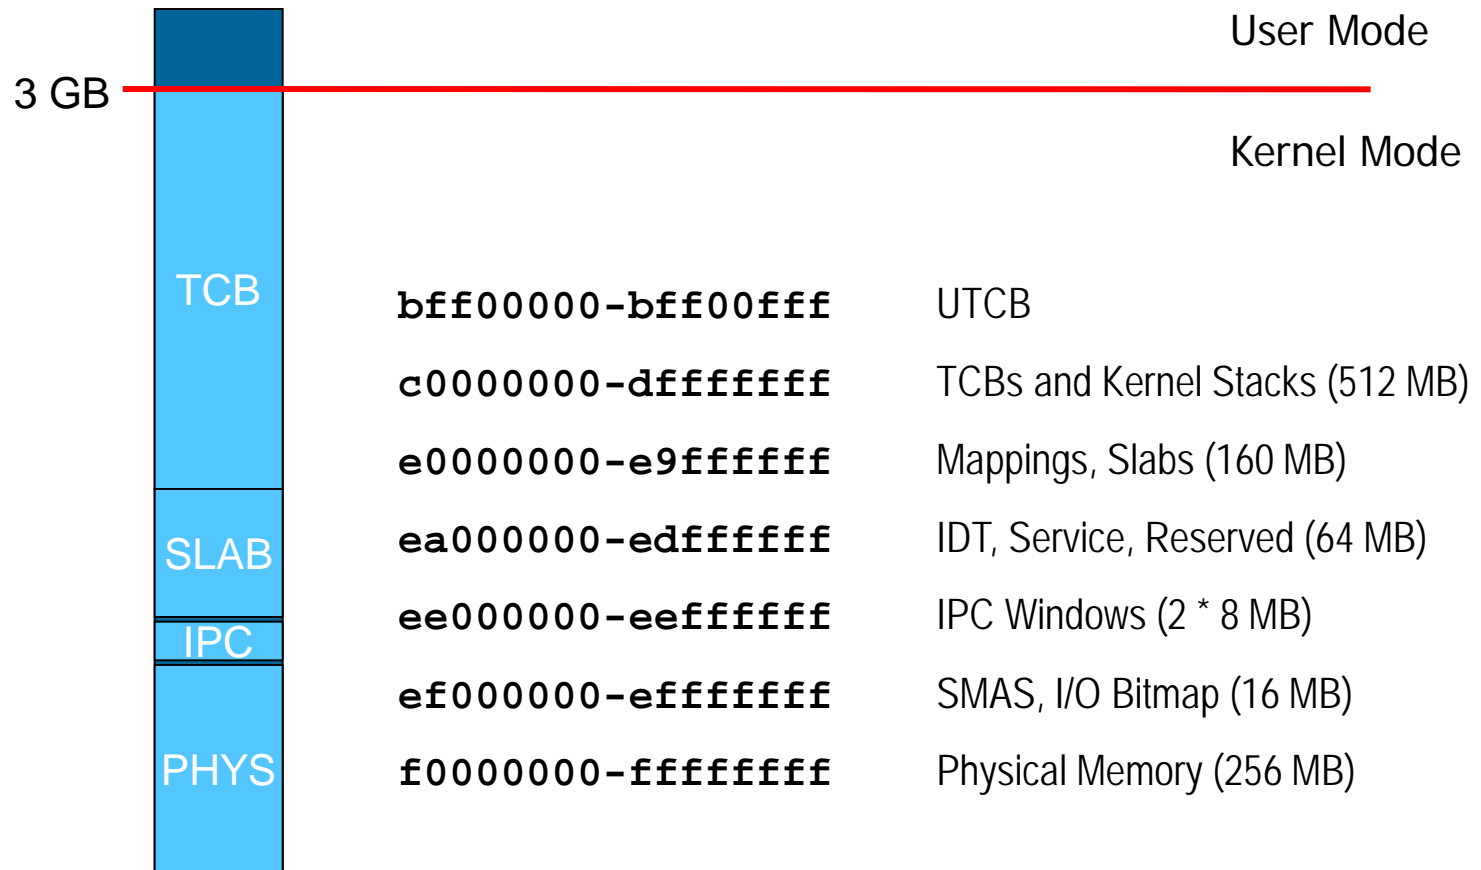 User Mode
3 GB
Kernel Mode
TCB
bff00000-bff00fff UTCB
c0000000-dfffffff TCBs and Kernel Stacks (512 MB)
e0000000-e9ffffff Mappings, Slabs (160 MB)
SLAB
ea000000-edffffff IDT, Service, Reserved (64 MB)
ee000000-eeffffff IPC Windows (2 * 8 MB)
IPC
ef000000-efffffff SMAS, I/O Bitmap (16 MB)
PHYS
f0000000-ffffffff Physical Memory (256 MB)